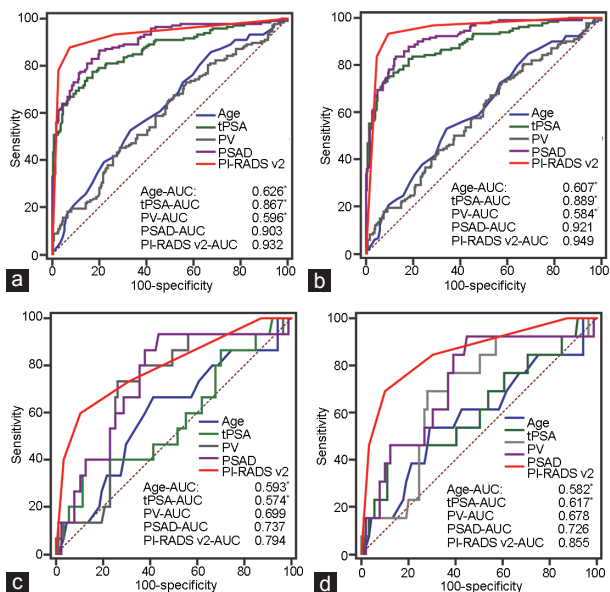 100
80
60
40
20
0
Sensitivity
Age
tPSA
PV
PSAD
PI-RADS v2
Age-AUC: 0.626*
tPSA-AUC 0.867*
PV-AUC 0.596*
PSAD-AUC 0.903
PI-RADS v2-AUC 0.932
0 20 40 60 80 100
100-specificity
a
100
80
60
40
20
0
Sensitivity
Age
tPSA
PV
PSAD
PI-RADS v2
Age-AUC: 0.607*
tPSA-AUC 0.889*
PV-AUC 0.584*
PSAD-AUC 0.921
PI-RADS v2-AUC 0.949
0 20 40 60 80 100
100-specificity
b
100
80
60
40
20
0
Sensitivity
Age
tPSA
PV
PSAD
PI-RADS v2
Age-AUC: 0.593*
tPSA-AUC 0.574*
PV-AUC 0.699
PSAD-AUC 0.737
PI-RADS v2-AUC 0.794
0 20 40 60 80 100
100-specificity
c
100
80
60
40
20
0
Sensitivity
Age
tPSA
PV
PSAD
PI-RADS v2
Age-AUC: 0.582*
tPSA-AUC 0.617*
PV-AUC 0.678
PSAD-AUC 0.726
PI-RADS v2-AUC 0.855
0 20 40 60 80 100
100-specificity
d